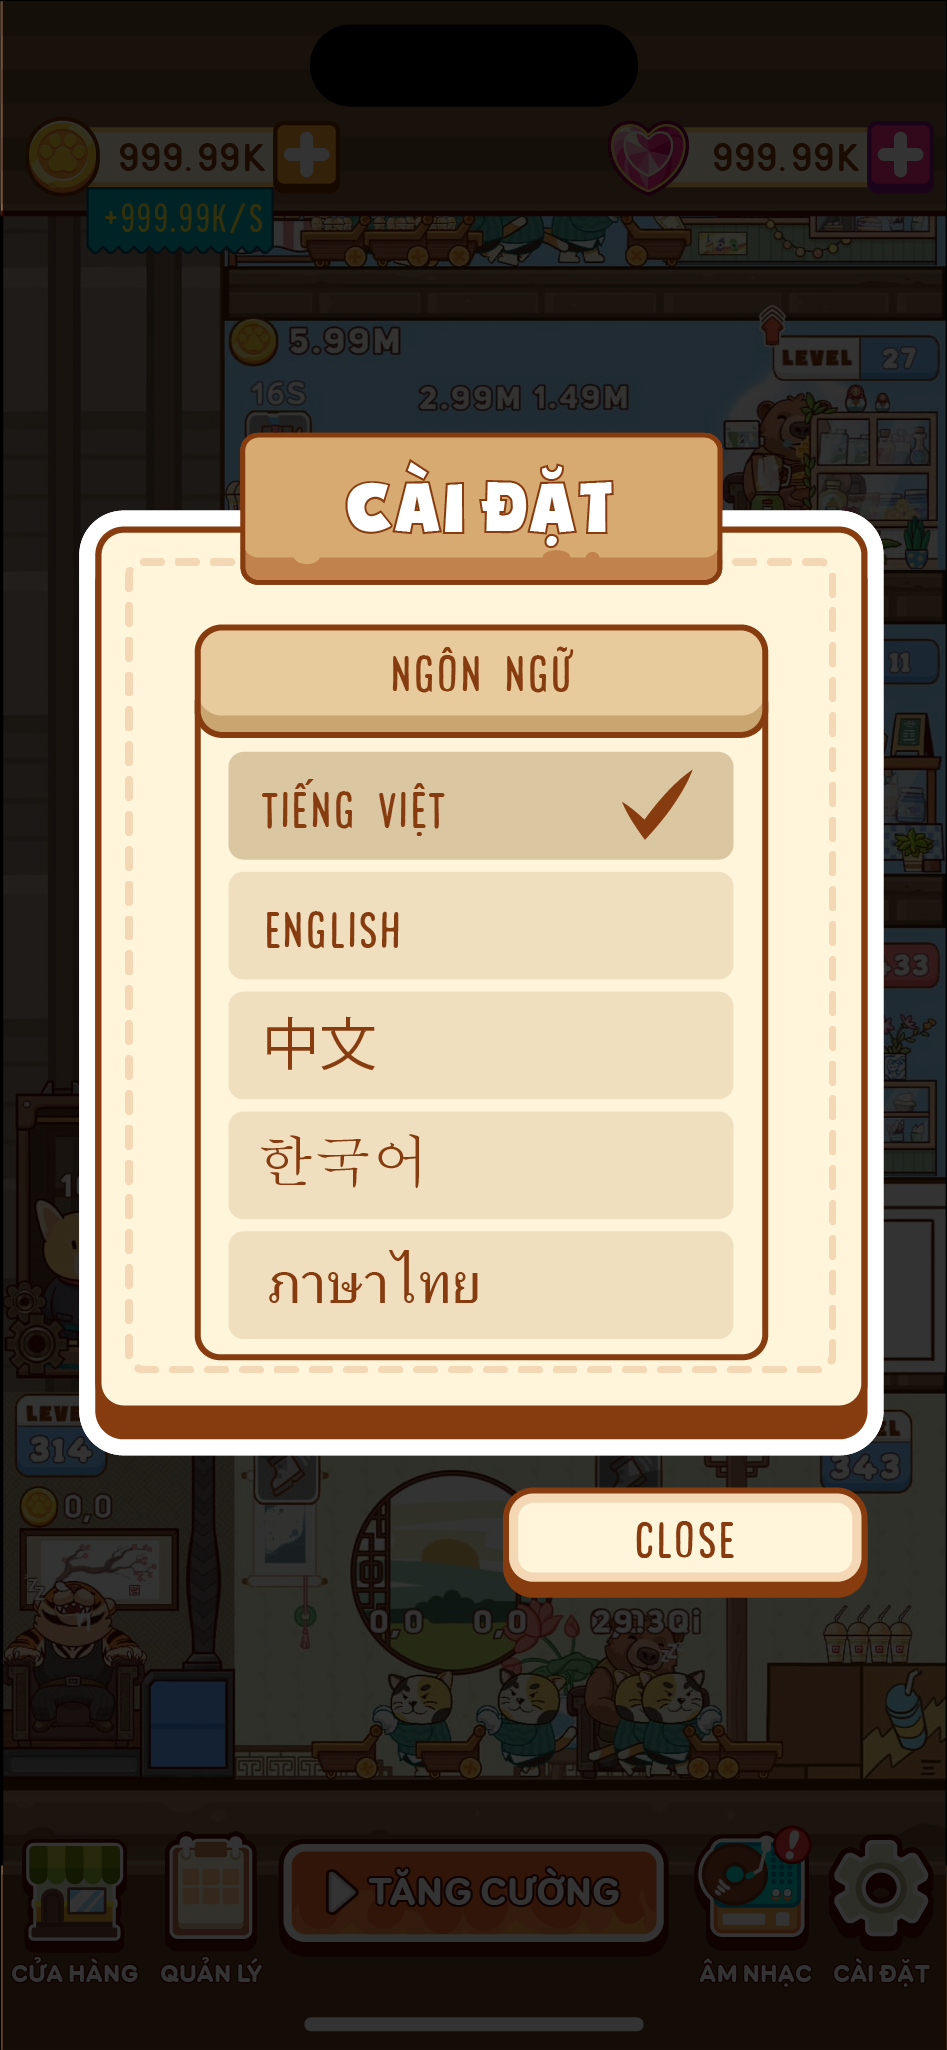 999.99K
999.99K
+999.99K/S
5.99M
LEVEL 27
16S
2.99M 1.49M
CÀI ĐẶT
NGÔN NGỮ
11
TIẾNG VIỆT
ENGLISH
33
中文
한국어
ภาษาไทย
314
343
0,0
CLOSE
0,0
0,0
TĂNG CƯỜNG
CỬA HÀNG
QUẢN LÝ
ÂM NHẠC
CÀI ĐẶT